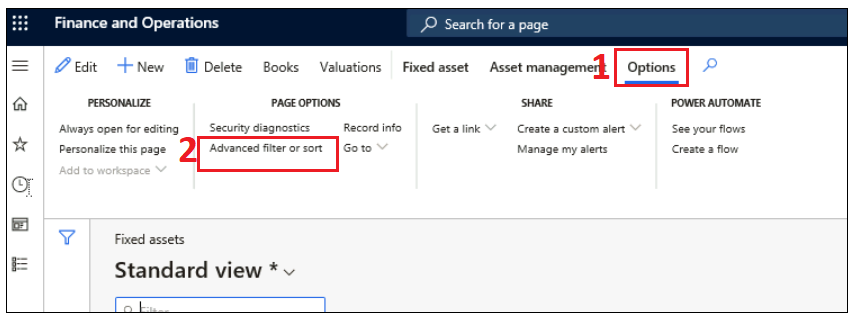 Finance and Operations Search for a page
Edit New Delete Books Valuations Fixed asset Asset management 1 Options
PERSONALIZE PAGE OPTIONS SHARE POWER AUTOMATE
Always open for editing Security diagnostics Record info Get a link Create a custom alert See your flows
Personalize this page 2 Advanced filter or sort Go to Manage my alerts Create a flow
Add to workspace
Fixed assets
Standard view *
Filter